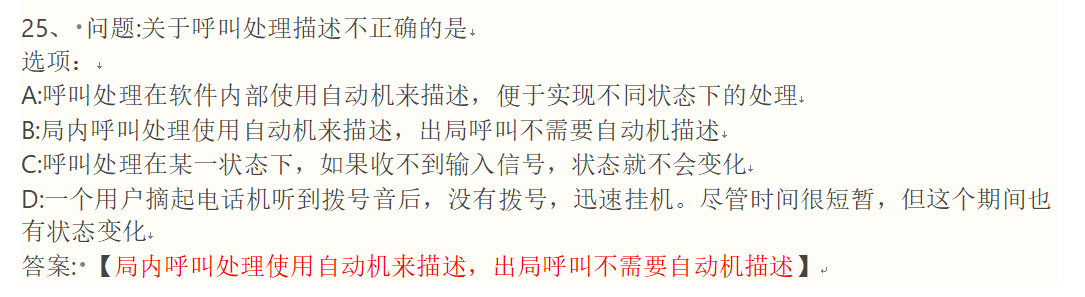 25、•问题:关于呼叫处理描述不正确的是
选项：
A:呼叫处理在软件内部使用自动机来描述，便于实现不同状态下的处理
B:局内呼叫处理使用自动机来描述，出局呼叫不需要自动机描述
C:呼叫处理在某一状态下，如果收不到输入信号，状态就不会变化
D:一个用户摘起电话机听到拨号音后，没有拨号，迅速挂机。尽管时间很短暂，但这个期间也
有状态变化
答案:•【局内呼叫处理使用自动机来描述，出局呼叫不需要自动机描述】